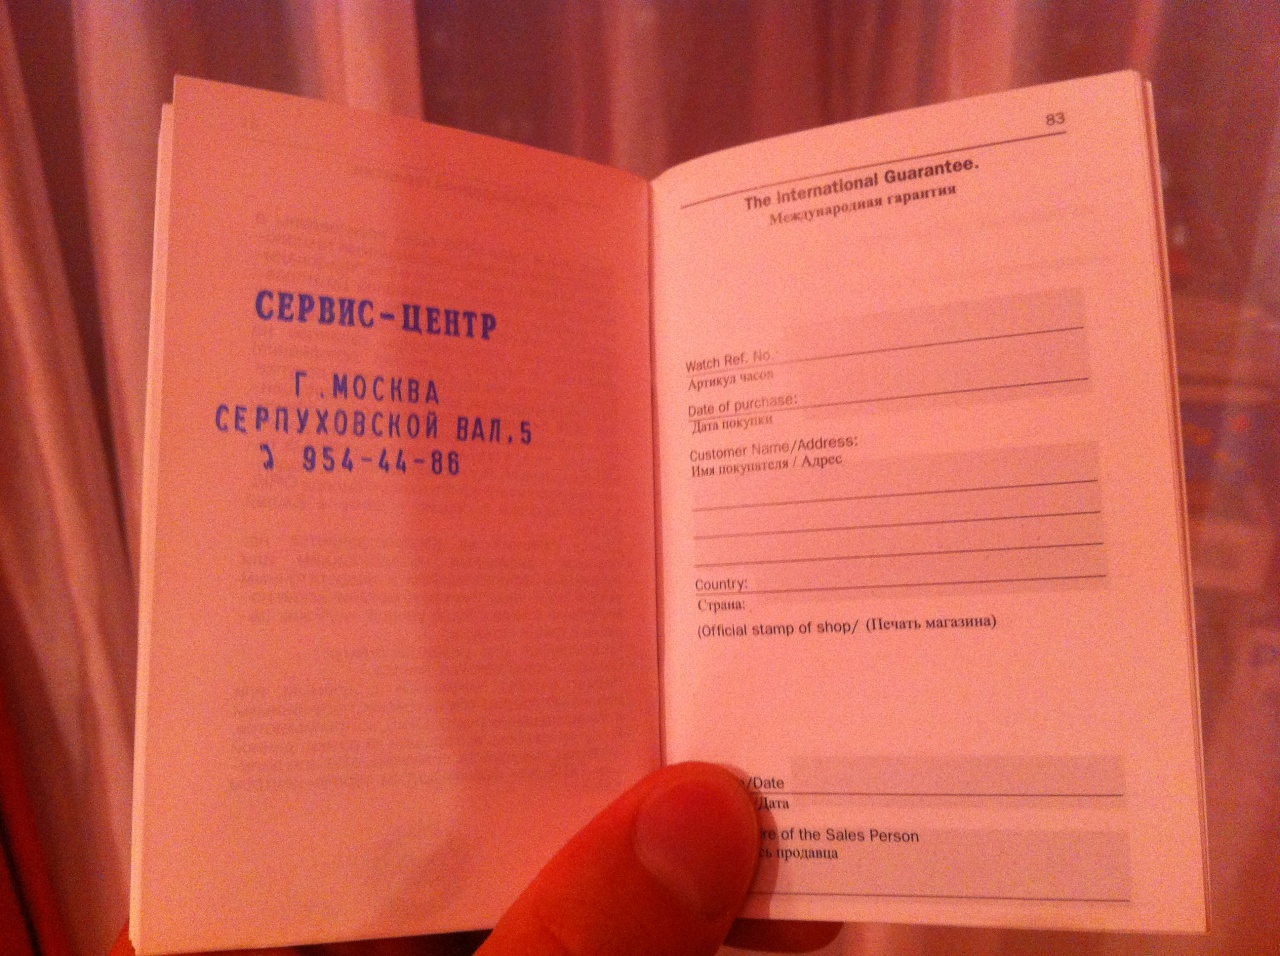 СЕРВИС-ЦЕНТР
Г.МОСКВА
СЕРПУХОВСКОЙ ВАЛ,5
954-44-86
83
The International Guarantee.
Международная гарантия
Watch Ref. No.:
Артикул часов
Date of purchase:
Дата покупки
Customer Name/Address:
Имя покупателя / Адрес
Country:
Страна:
(Official stamp of shop/ (Печать магазина)
/Date
/Дата
of the Sales Person
продавца